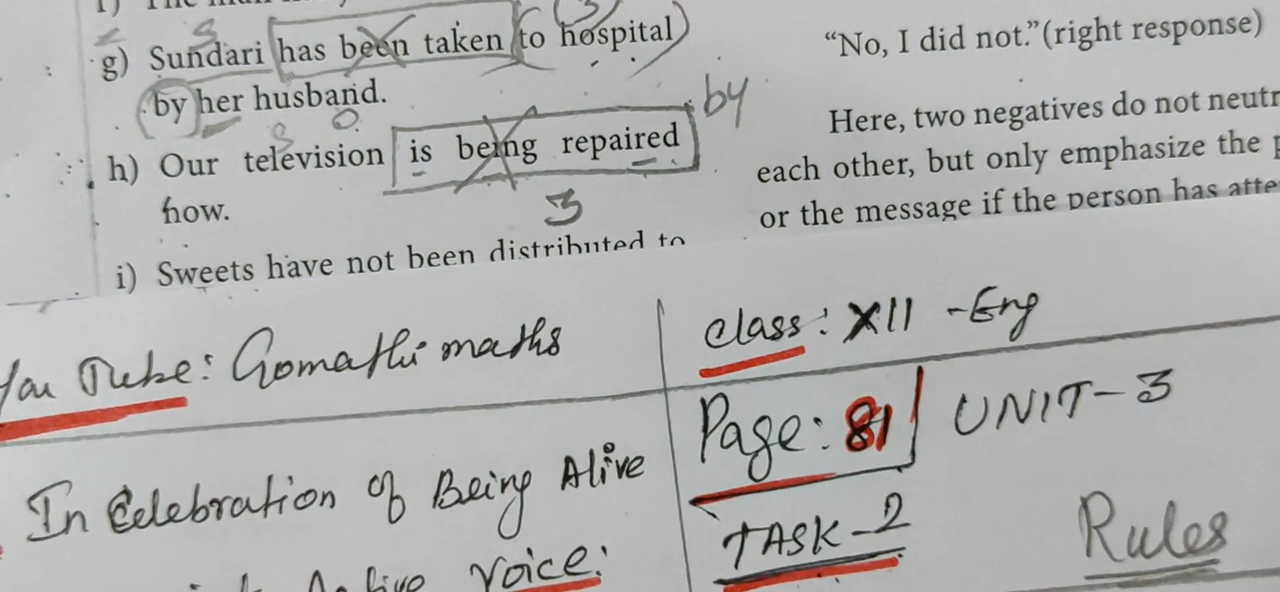 g) Sundari has been taken to hospital
by her husband.
h) Our television is being repaired
now.
i) Sweets have not been distributed to
S
S
O
by
3
3
“No, I did not.”(right response)
Here, two negatives do not neutr
each other, but only emphasize the p
or the message if the person has atte
You Tube: Gomathi maths
Class: XII - Eng
Page: 81 UNIT-3
In Celebration of Being Alive
TASK-2
Rules
Voice: